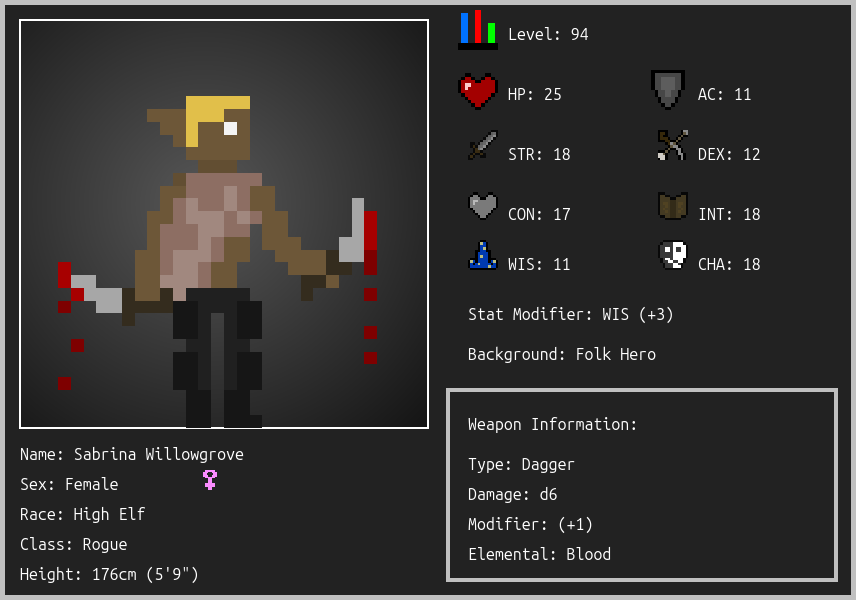 Level: 94
HP: 25
AC: 11
STR: 18
DEX: 12
CON: 17
INT: 18
WIS: 11
CHA: 18
Stat Modifier: WIS (+3)
Background: Folk Hero
Weapon Information:
Type: Dagger
Damage: d6
Modifier: (+1)
Elemental: Blood
Name: Sabrina Willowgrove
Sex: Female
Race: High Elf
Class: Rogue
Height: 176cm (5'9")